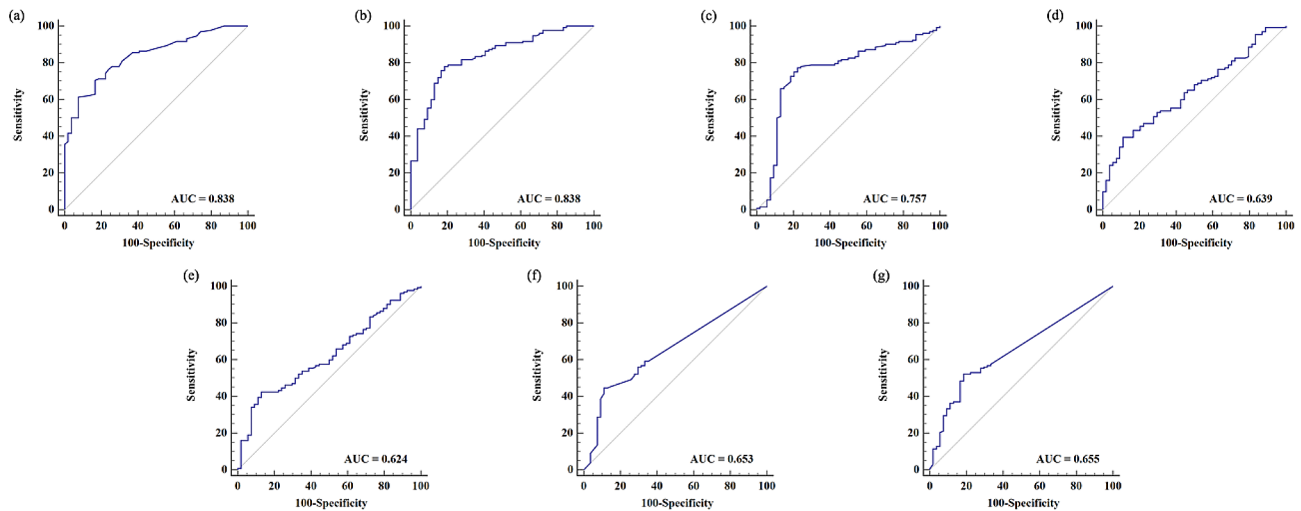 (a)
100
80
60
40
20
0
Sensitivity
AUC = 0.838
0 20 40 60 80 100
100-Specificity
(b)
100
80
60
40
20
0
Sensitivity
AUC = 0.838
0 20 40 60 80 100
100-Specificity
(c)
100
80
60
40
20
0
Sensitivity
AUC = 0.757
0 20 40 60 80 100
100-Specificity
(d)
100
80
60
40
20
0
Sensitivity
AUC = 0.639
0 20 40 60 80 100
100-Specificity
(e)
100
80
60
40
20
0
Sensitivity
AUC = 0.624
0 20 40 60 80 100
100-Specificity
(f)
100
80
60
40
20
0
Sensitivity
AUC = 0.653
0 20 40 60 80 100
100-Specificity
(g)
100
80
60
40
20
0
Sensitivity
AUC = 0.655
0 20 40 60 80 100
100-Specificity